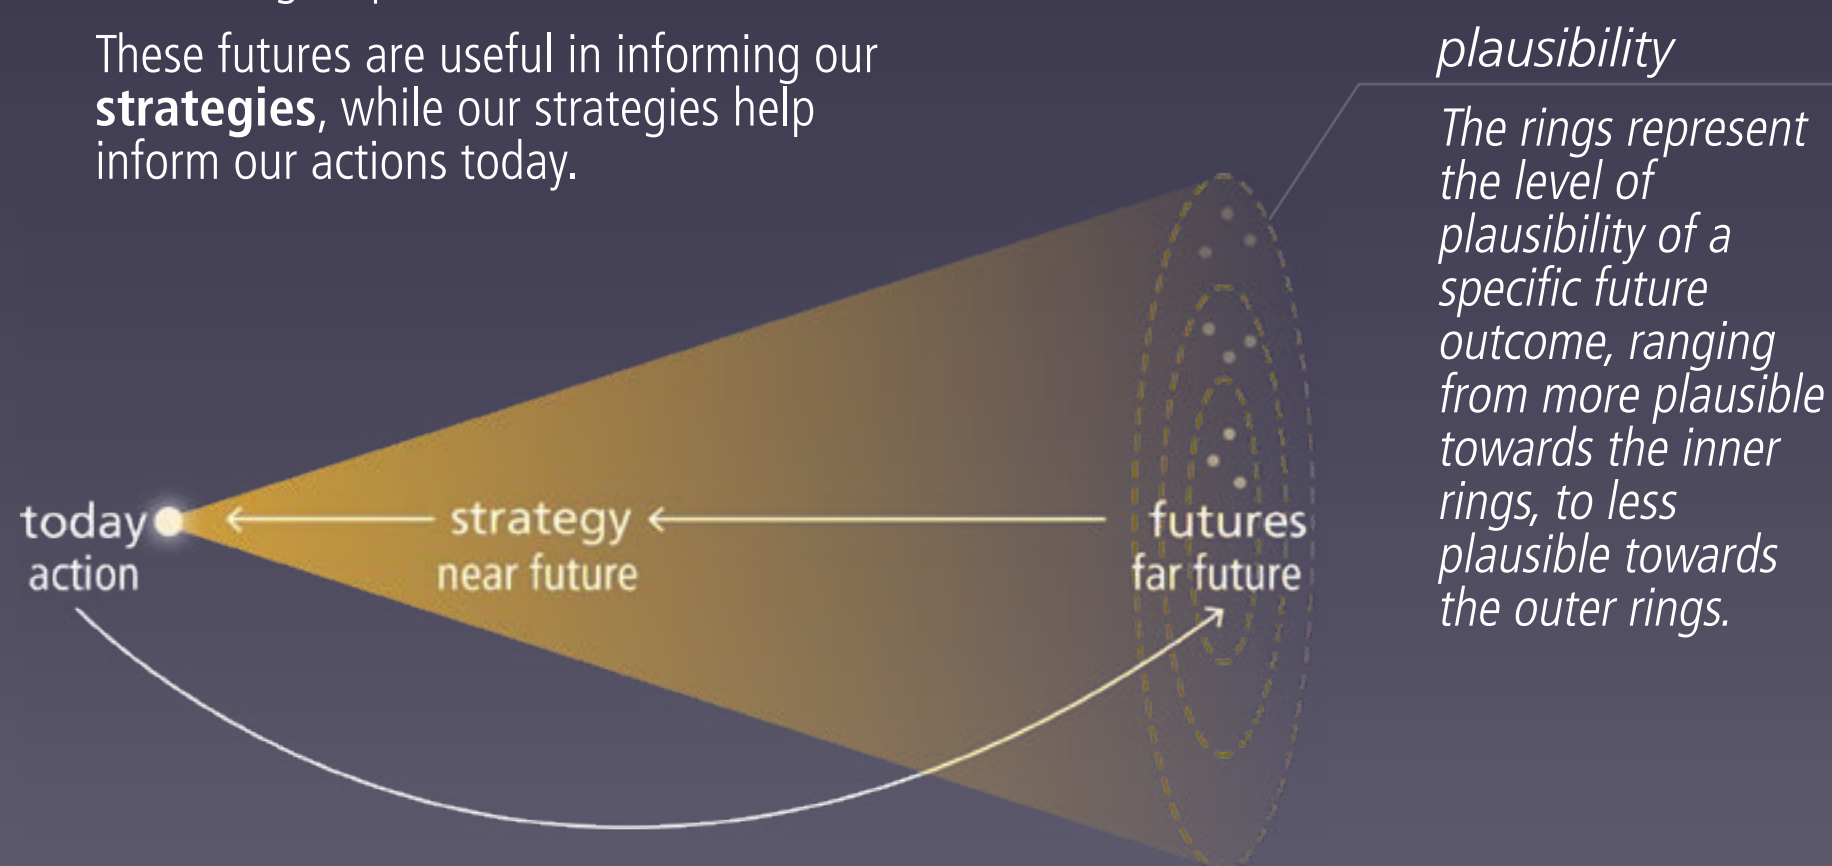 These futures are useful in informing our
strategies, while our strategies help
inform our actions today.
plausibility
The rings represent
the level of
plausibility of a
specific future
outcome, ranging
from more plausible
towards the inner
rings, to less
plausible towards
the outer rings.
today
action
strategy
near future
futures
far future